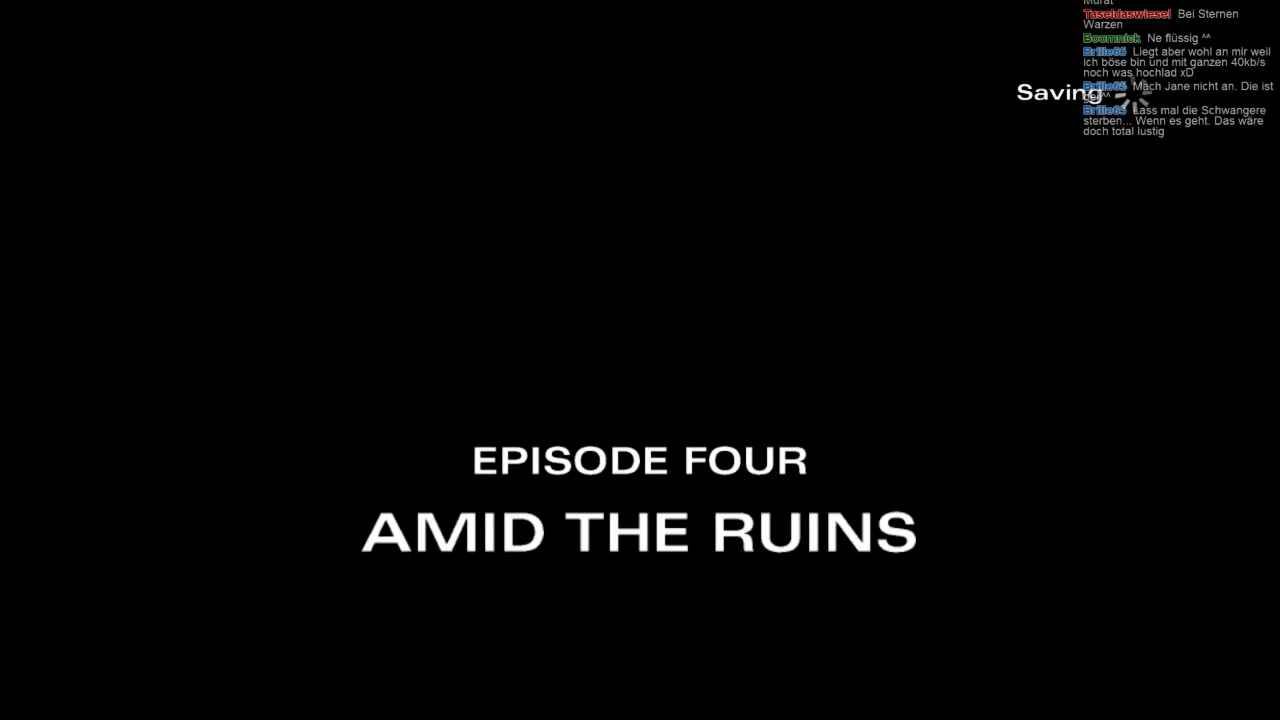 Murat
Taseldaswiesel Bei Sternen
Warzen
Boomnick Ne flüssig ^^
Brille65 Liegt aber wohl an mir weil
ich böse bin und mit ganzen 40kb/s
noch was hochlad xD
Brille65 Mach Jane nicht an. Die ist
^^
Saving
Brille65 Lass mal die Schwangere
sterben... Wenn es geht. Das wäre
doch total lustig
EPISODE FOUR
AMID THE RUINS